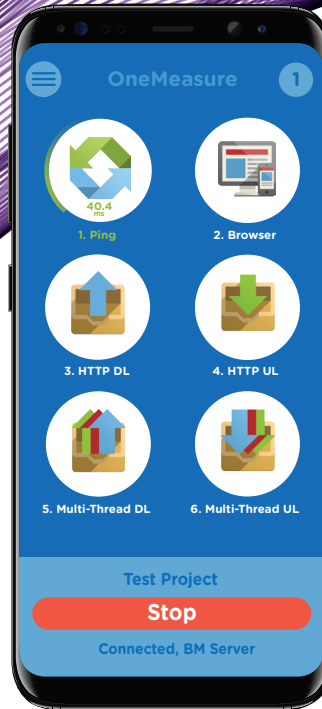 OneMeasure
1
40.4
ms
1. Ping
2. Browser
3. HTTP DL
4. HTTP UL
5. Multi-Thread DL
6. Multi-Thread UL
Test Project
Stop
Connected, BM Server